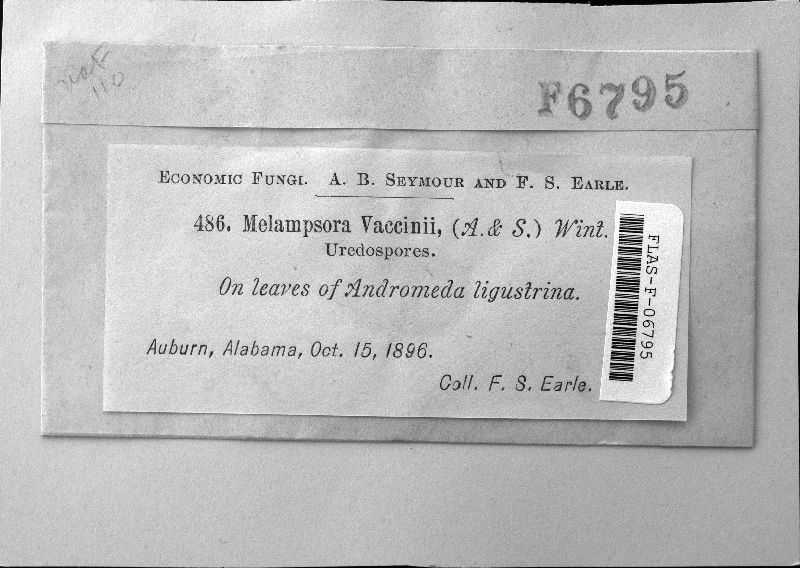 110
F6795
ECONOMIC FUNGI. A. B. SEYMOUR AND F. S. EARLE.
486. Melampsora Vaccinii, (A. & S.) Wint.
Uredospores.
On leaves of Andromeda ligustrina.
Auburn, Alabama, Oct. 15, 1896.
Coll. F. S. Earle.
FLAS-F-06795